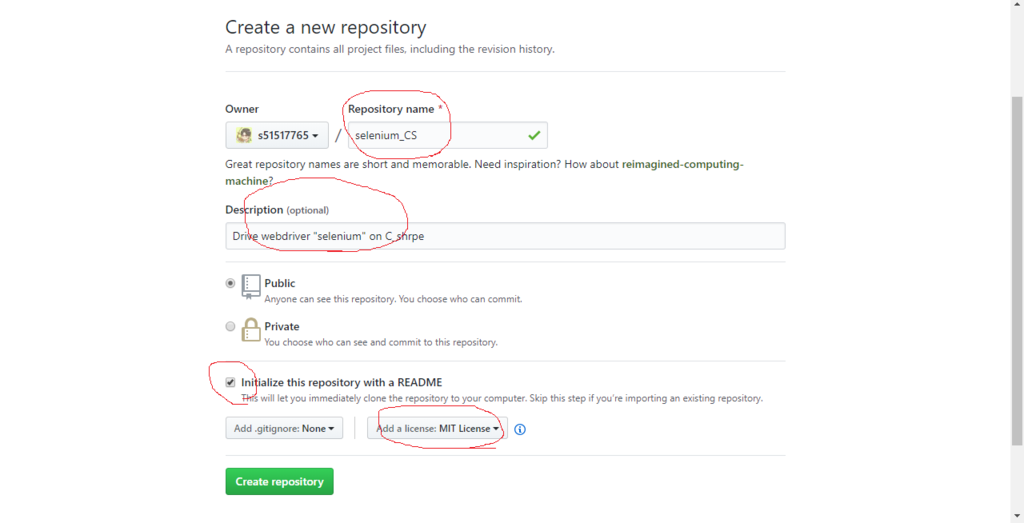 Create a new repository
A repository contains all project files, including the revision history.
Owner
Repository name *
s51517765 / selenium_CS
Great repository names are short and memorable. Need inspiration? How about reimagined-computing-
machine?
Description (optional)
Drive webdriver "selenium" on C_shrpe
Public
Anyone can see this repository. You choose who can commit.
Private
You choose who can see and commit to this repository.
Initialize this repository with a README
This will let you immediately clone the repository to your computer. Skip this step if you're importing an existing repository.
Add .gitignore: None
Add a license: MIT License
Create repository